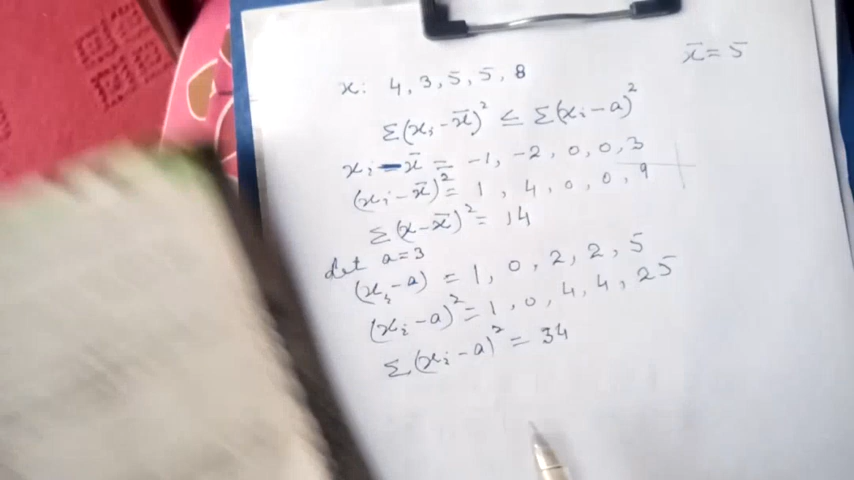 x̄ = 5
x: 4, 3, 5, 5, 8
Σ(xᵢ - x̄)² ≤ Σ(xᵢ - a)²
xᵢ - x̄ = -1, -2, 0, 0, 3
(xᵢ - x̄)² = 1, 4, 0, 0, 9
Σ(x - x̄)² = 14
let a = 3
(xᵢ - a) = 1, 0, 2, 2, 5
(xᵢ - a)² = 1, 0, 4, 4, 25
Σ(xᵢ - a)² = 34